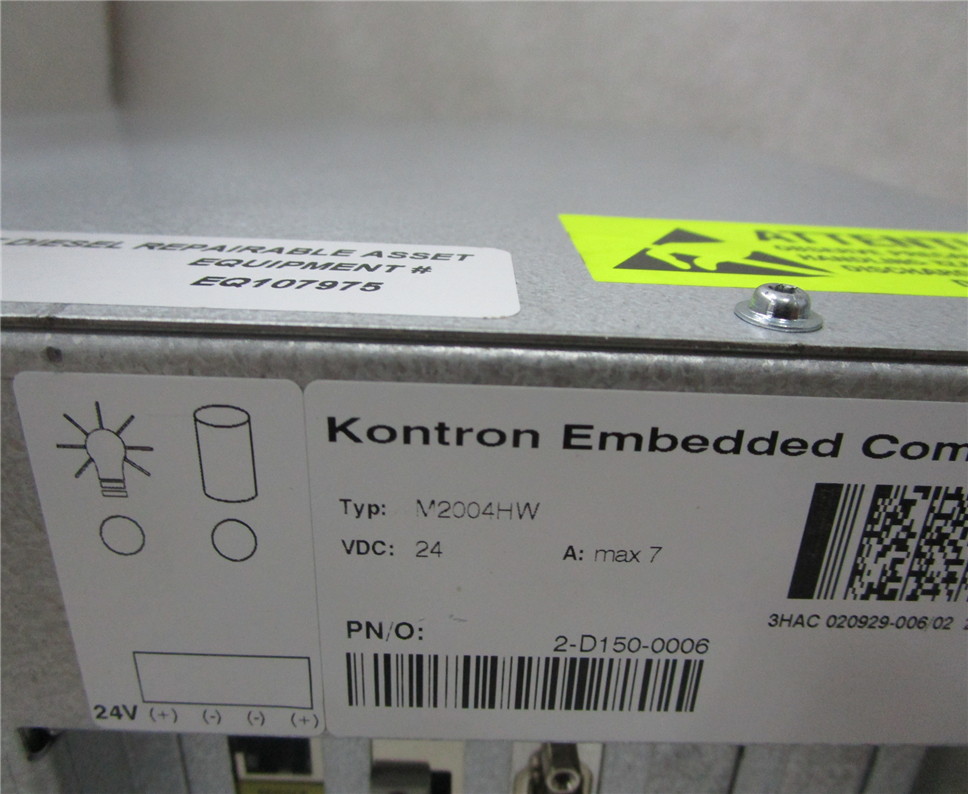 DIESEL REPAIRABLE ASSET
EQUIPMENT #
EQ107975
Kontron Embedded Com
Typ: M2004HW
VDC: 24 A: max 7
3HAC 020929-006/02
PN/O:
2-D150-0006
24V (+) (-) (-) (+)